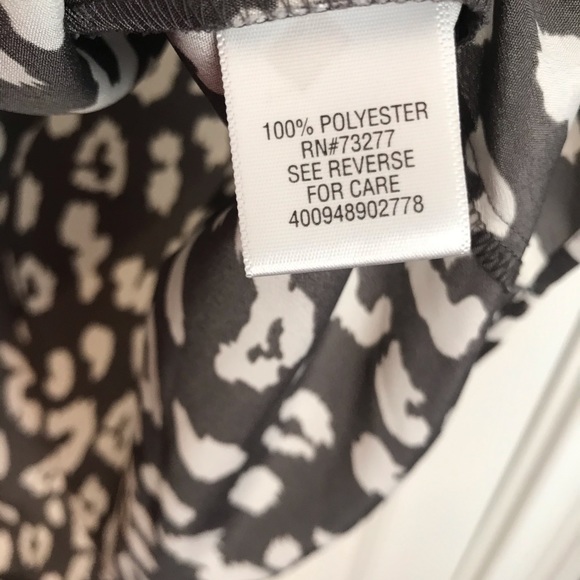 100% POLYESTER
RN#73277
SEE REVERSE
FOR CARE
400948902778